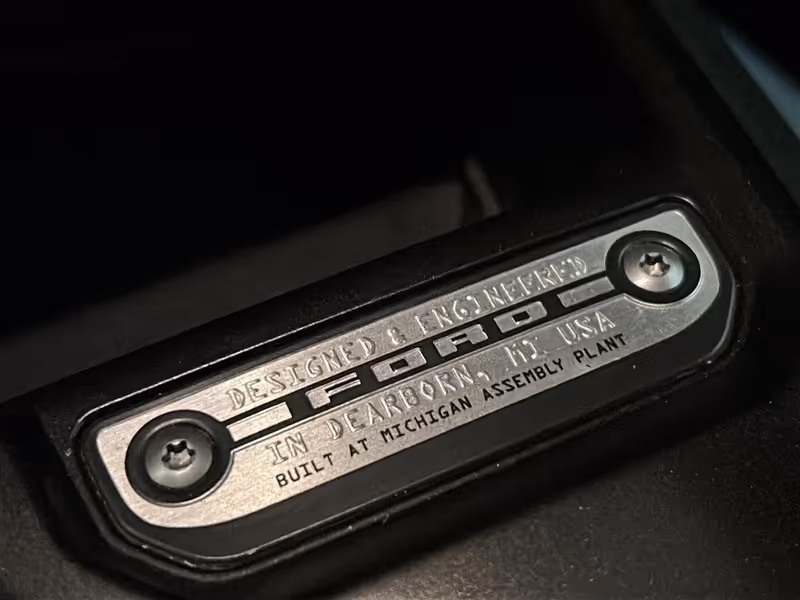 DESIGNED & ENGINEERED
FORD
IN DEARBORN, MI USA
BUILT AT MICHIGAN ASSEMBLY PLANT